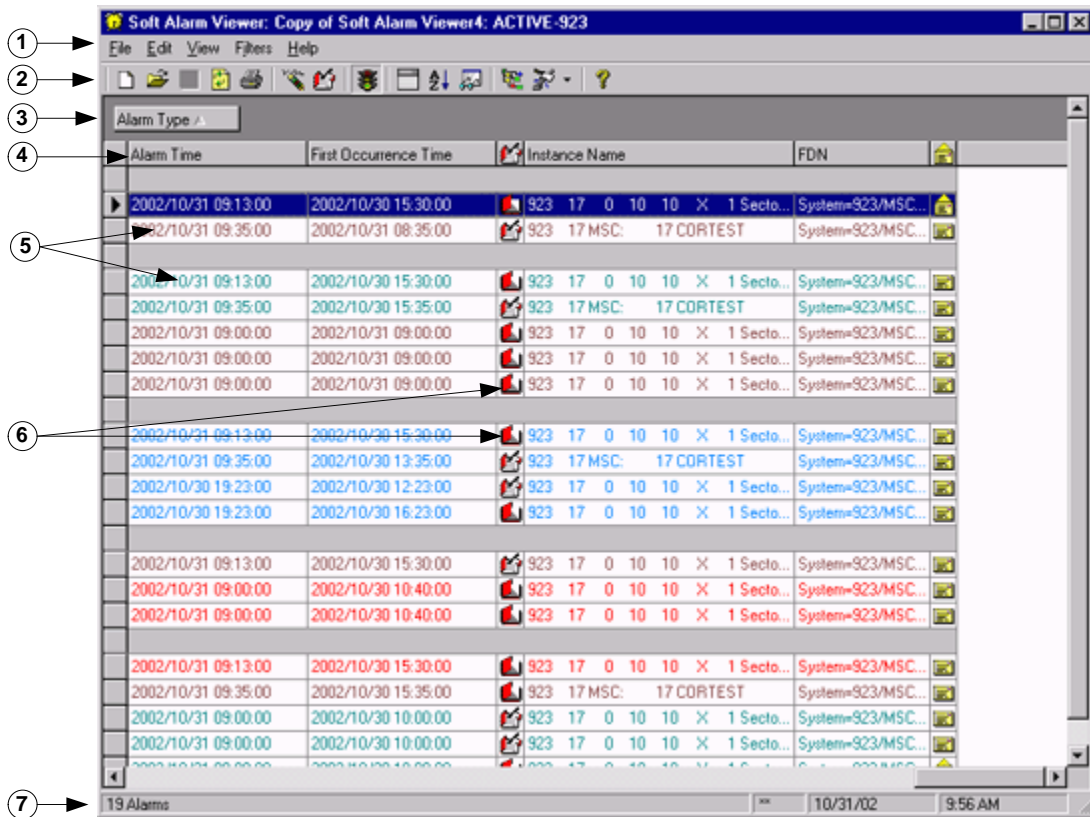 Soft Alarm Viewer: Copy of Soft Alarm Viewer4: ACTIVE-923
1
File Edit View Filters Help
2
3
Alarm Type
4
Alarm Time First Occurrence Time Instance Name FDN
2002/10/31 09:13:00 2002/10/30 15:30:00 923 17 0 10 10 X 1 Secto... System=923/MSC...
2002/10/31 09:35:00 2002/10/31 08:35:00 923 17 MSC: 17 CORTEST System=923/MSC...
5
2002/10/31 09:13:00 2002/10/30 15:30:00 923 17 0 10 10 X 1 Secto... System=923/MSC...
2002/10/31 09:35:00 2002/10/30 15:35:00 923 17 MSC: 17 CORTEST System=923/MSC...
2002/10/31 09:00:00 2002/10/31 09:00:00 923 17 0 10 10 X 1 Secto... System=923/MSC...
2002/10/31 09:00:00 2002/10/31 09:00:00 923 17 0 10 10 X 1 Secto... System=923/MSC...
2002/10/31 09:00:00 2002/10/31 09:00:00 923 17 0 10 10 X 1 Secto... System=923/MSC...
6
2002/10/31 09:13:00 2002/10/30 15:30:00 923 17 0 10 10 X 1 Secto... System=923/MSC...
2002/10/31 09:35:00 2002/10/30 13:35:00 923 17 MSC: 17 CORTEST System=923/MSC...
2002/10/30 19:23:00 2002/10/30 12:23:00 923 17 0 10 10 X 1 Secto... System=923/MSC...
2002/10/30 19:23:00 2002/10/30 16:23:00 923 17 0 10 10 X 1 Secto... System=923/MSC...
2002/10/31 09:13:00 2002/10/30 15:30:00 923 17 0 10 10 X 1 Secto... System=923/MSC...
2002/10/31 09:00:00 2002/10/30 10:40:00 923 17 0 10 10 X 1 Secto... System=923/MSC...
2002/10/31 09:00:00 2002/10/30 10:40:00 923 17 0 10 10 X 1 Secto... System=923/MSC...
2002/10/31 09:13:00 2002/10/30 15:30:00 923 17 0 10 10 X 1 Secto... System=923/MSC...
2002/10/31 09:35:00 2002/10/30 15:35:00 923 17 MSC: 17 CORTEST System=923/MSC...
2002/10/31 09:00:00 2002/10/30 10:00:00 923 17 0 10 10 X 1 Secto... System=923/MSC...
2002/10/31 09:00:00 2002/10/30 10:00:00 923 17 0 10 10 X 1 Secto... System=923/MSC...
7
19 Alarms 10/31/02 9:56 AM